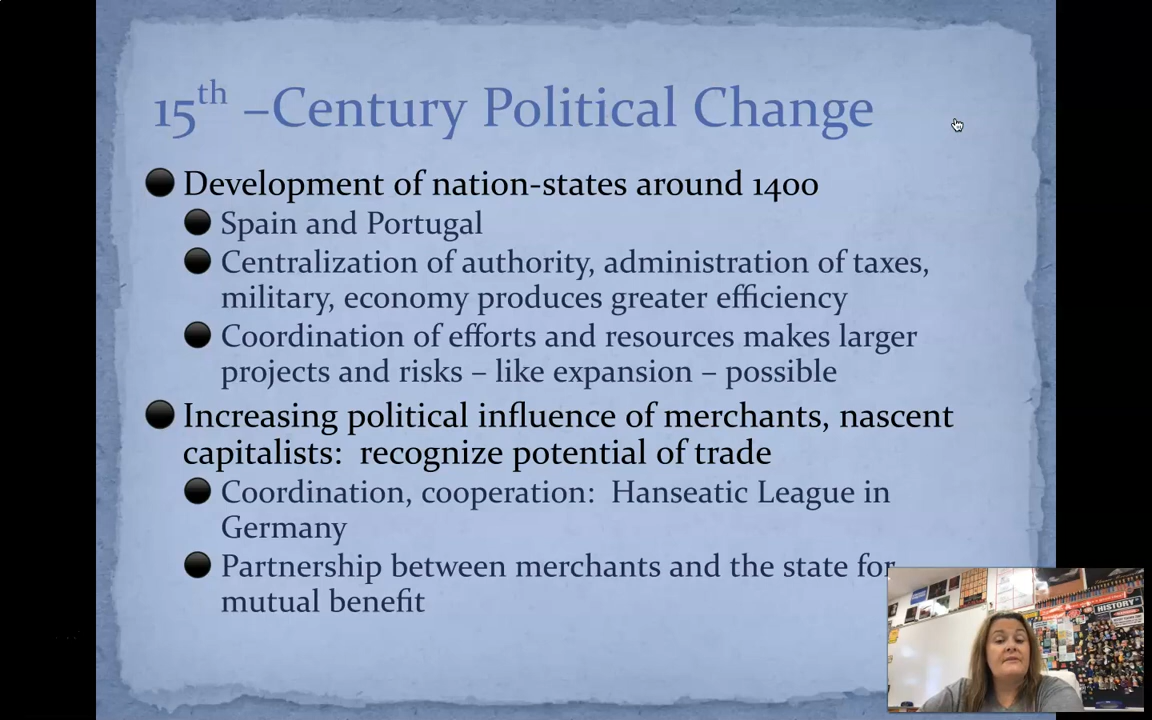 15th –Century Political Change
Development of nation-states around 1400
Spain and Portugal
Centralization of authority, administration of taxes,
military, economy produces greater efficiency
Coordination of efforts and resources makes larger
projects and risks – like expansion – possible
Increasing political influence of merchants, nascent
capitalists: recognize potential of trade
Coordination, cooperation: Hanseatic League in
Germany
Partnership between merchants and the state for
mutual benefit
HISTORY